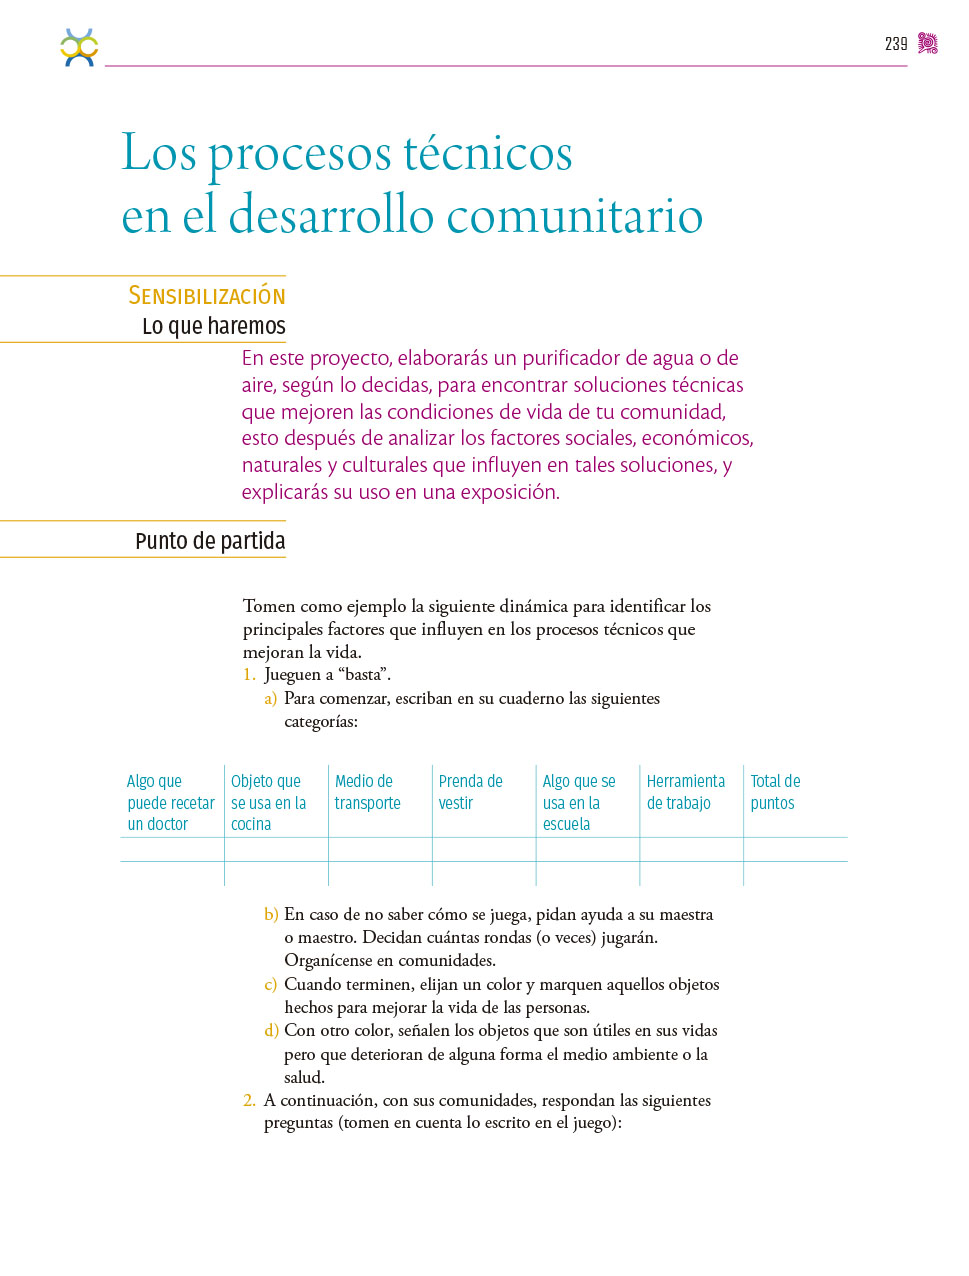 239
Los procesos técnicos
en el desarrollo comunitario
Sensibilización
Lo que haremos
En este proyecto, elaborarás un purificador de agua o de
aire, según lo decidas, para encontrar soluciones técnicas
que mejoren las condiciones de vida de tu comunidad,
esto después de analizar los factores sociales, económicos,
naturales y culturales que influyen en tales soluciones, y
explicarás su uso en una exposición.
Punto de partida
Tomen como ejemplo la siguiente dinámica para identificar los
principales factores que influyen en los procesos técnicos que
mejoran la vida.
1. Jueguen a “basta”.
a) Para comenzar, escriban en su cuaderno las siguientes
categorías:
Algo que
puede recetar
un doctor
Objeto que
se usa en la
cocina
Medio de
transporte
Prenda de
vestir
Algo que se
usa en la
escuela
Herramienta
de trabajo
Total de
puntos
b) En caso de no saber cómo se juega, pidan ayuda a su maestra
o maestro. Decidan cuántas rondas (o veces) jugarán.
Organícense en comunidades.
c) Cuando terminen, elijan un color y marquen aquellos objetos
hechos para mejorar la vida de las personas.
d) Con otro color, señalen los objetos que son útiles en sus vidas
pero que deterioran de alguna forma el medio ambiente o la
salud.
2. A continuación, con sus comunidades, respondan las siguientes
preguntas (tomen en cuenta lo escrito en el juego):